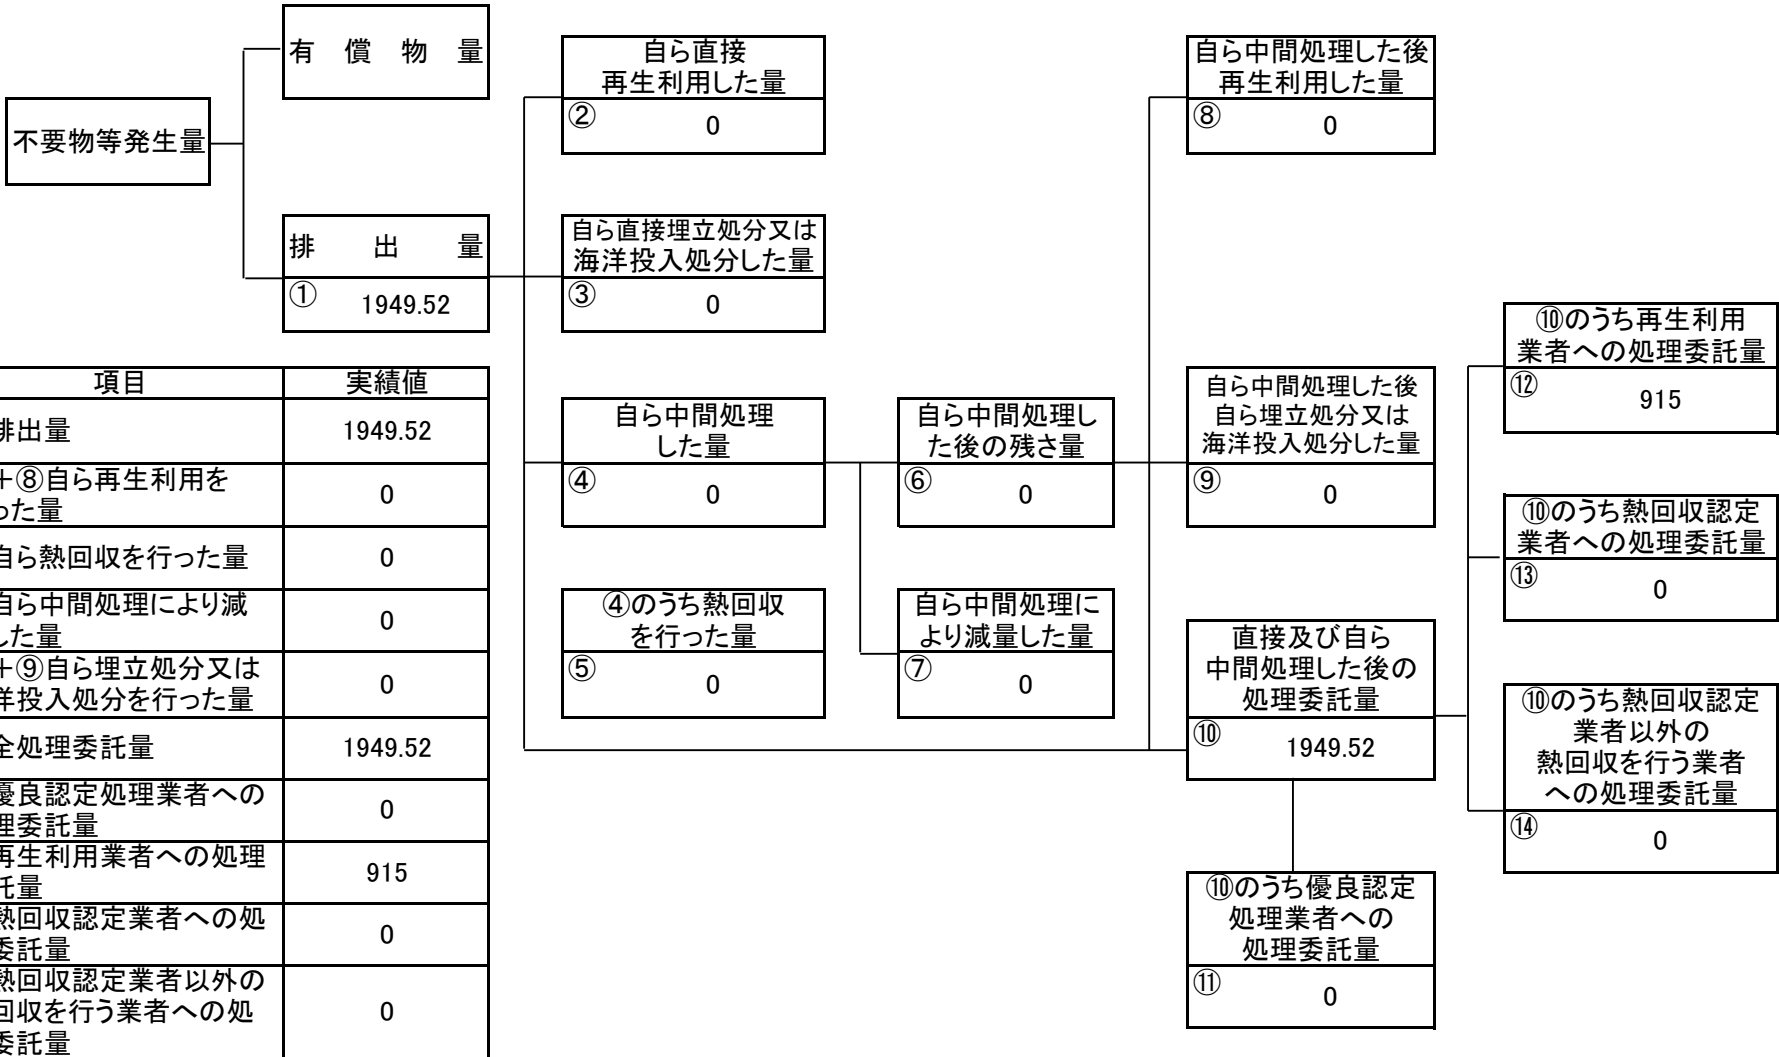 有償物量
不要物等発生量
排出量
① 1949.52
自ら直接
再生利用した量
② 0
自ら直接埋立処分又は
海洋投入処分した量
③ 0
自ら中間処理
した量
④ 0
④のうち熱回収
を行った量
⑤ 0
自ら中間処理し
た後の残さ量
⑥ 0
自ら中間処理に
より減量した量
⑦ 0
自ら中間処理した後
再生利用した量
⑧ 0
自ら中間処理した後
自ら埋立処分又は
海洋投入処分した量
⑨ 0
直接及び自ら
中間処理した後の
処理委託量
⑩ 1949.52
⑩のうち優良認定
処理業者への
処理委託量
⑪ 0
⑩のうち再生利用
業者への処理委託量
⑫ 915
⑩のうち熱回収認定
業者への処理委託量
⑬ 0
⑩のうち熱回収認定
業者以外の
熱回収を行う業者
への処理委託量
⑭ 0
項目 実績値
排出量 1949.52
+⑧自ら再生利用を
った量 0
自ら熱回収を行った量 0
自ら中間処理により減
した量 0
+⑨自ら埋立処分又は
洋投入処分を行った量 0
全処理委託量 1949.52
優良認定処理業者への
理委託量 0
再生利用業者への処理
託量 915
熱回収認定業者への処
委託量 0
熱回収認定業者以外の
回収を行う業者への処
委託量 0